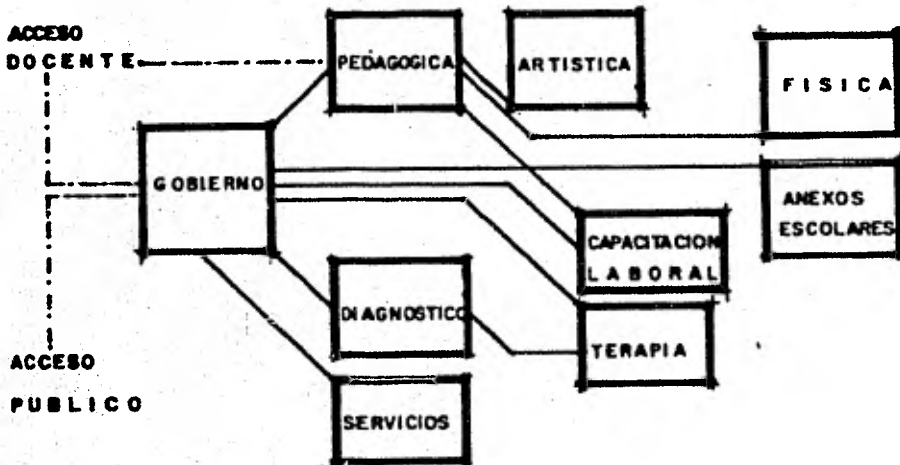 ACCESO
DOCENTE
PEDAGOGICA
ARTISTICA
FISICA
GOBIERNO
ANEXOS
ESCOLARES
CAPACITACION
LABORAL
DIAGNOSTICO
TERAPIA
ACCESO
PUBLICO
SERVICIOS